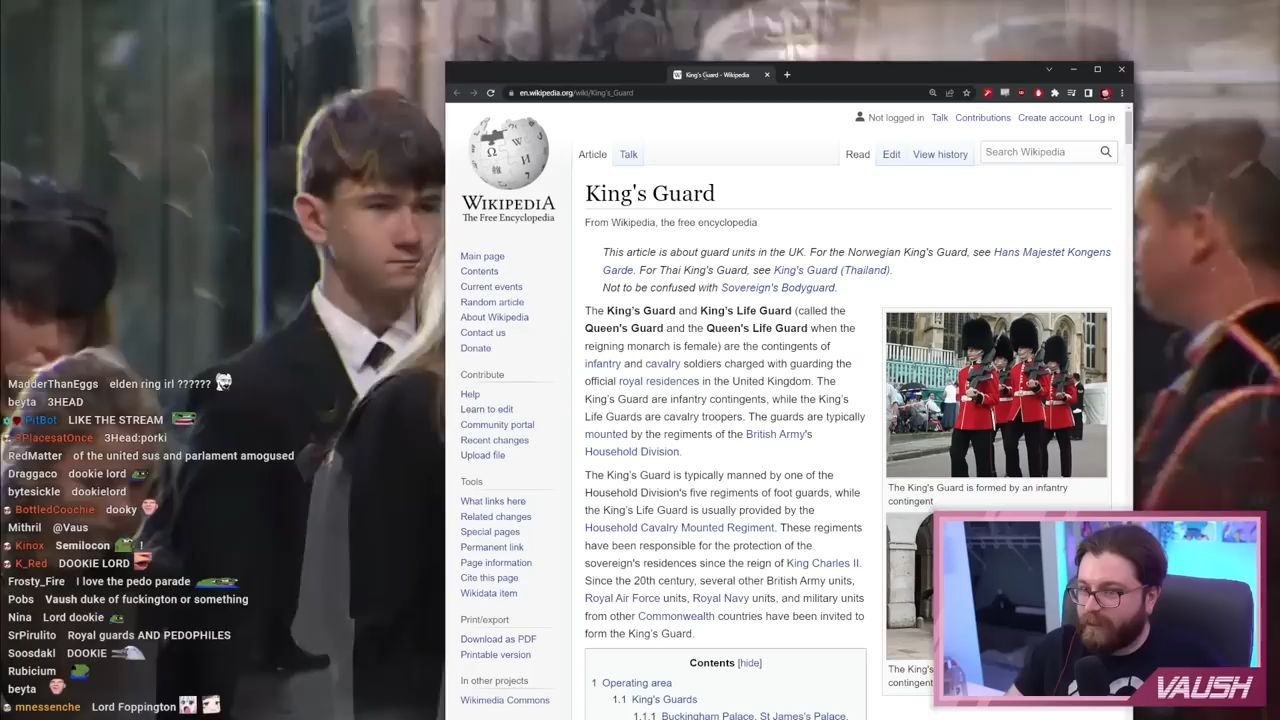 King's Guard - Wikipedia
en.wikipedia.org/wiki/King's_Guard
Not logged in Talk Contributions Create account Log in
Article Talk Read Edit View history Search Wikipedia
WIKIPEDIA
The Free Encyclopedia
Main page
Contents
Current events
Random article
About Wikipedia
Contact us
Donate
Contribute
Help
Learn to edit
Community portal
Recent changes
Upload file
Tools
What links here
Related changes
Special pages
Permanent link
Page information
Cite this page
Wikidata item
Print/export
Download as PDF
Printable version
In other projects
Wikimedia Commons
King's Guard
From Wikipedia, the free encyclopedia
This article is about guard units in the UK. For the Norwegian King's Guard, see Hans Majestet Kongens
Garde. For Thai King's Guard, see King's Guard (Thailand).
Not to be confused with Sovereign's Bodyguard.
The King's Guard and King's Life Guard (called the
Queen's Guard and the Queen's Life Guard when the
reigning monarch is female) are the contingents of
infantry and cavalry soldiers charged with guarding the
official royal residences in the United Kingdom. The
King's Guard are infantry contingents, while the King's
Life Guards are cavalry troopers. The guards are typically
mounted by the regiments of the British Army's
Household Division.
The King's Guard is typically manned by one of the
Household Division's five regiments of foot guards, while
the King's Life Guard is usually provided by the
Household Cavalry Mounted Regiment. These regiments
have been responsible for the protection of the
sovereign's residences since the reign of King Charles II.
Since the 20th century, several other British Army units,
Royal Air Force units, Royal Navy units, and military units
from other Commonwealth countries have been invited to
form the King's Guard.
Contents [hide]
1 Operating area
1.1 King's Guards
1.1.1 Buckingham Palace, St James's Palace,
The King's Guard is formed by an infantry
contingent
The King's
contingent
MadderThanEggs elden ring irl ??????
beyta 3HEAD
PitBot LIKE THE STREAM
3PlacesatOnce 3Head:porki
RedMatter of the united sus and parlament amogused
Draggaco dookie lord
bytesickle dookielord
BottledCoochie dooky
Mithril @Vaus
Kinox Semilocon !
K_Red DOOKIE LORD
Frosty_Fire I love the pedo parade
Pobs Vaush duke of fuckington or something
Nina Lord dookie
SrPirulito Royal guards AND PEDOPHILES
Soosdakl DOOKIE
Rubicium
beyta
mnessenche Lord Foppington
VAUSH